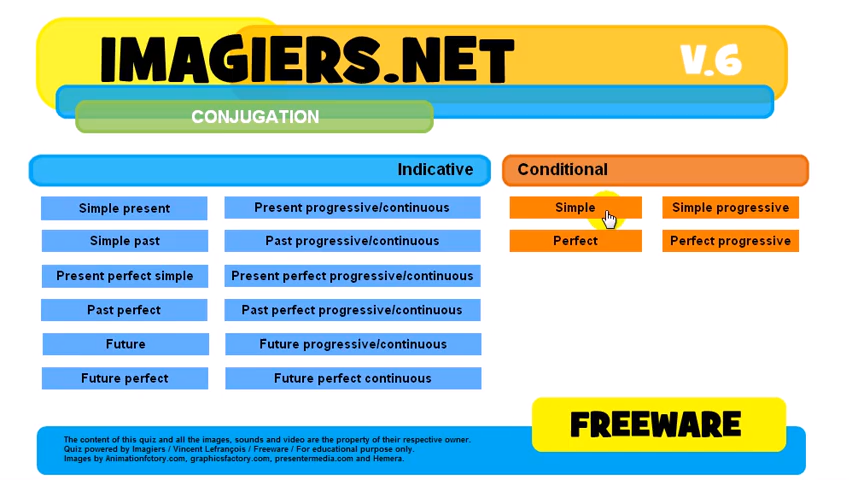 IMAGIERS.NET
V.6
CONJUGATION
Indicative
Conditional
Simple present
Present progressive/continuous
Simple
Simple progressive
Simple past
Past progressive/continuous
Perfect
Perfect progressive
Present perfect simple
Present perfect progressive/continuous
Past perfect
Past perfect progressive/continuous
Future
Future progressive/continuous
Future perfect
Future perfect continuous
FREEWARE
The content of this quiz and all the images, sounds and video are the property of their respective owner.
Quiz powered by Imagiers / Vincent Lefrançois / Freeware / For educational purpose only.
Images by Animationfotory.com, graphicsfactory.com, presentermedia.com and Hemera.